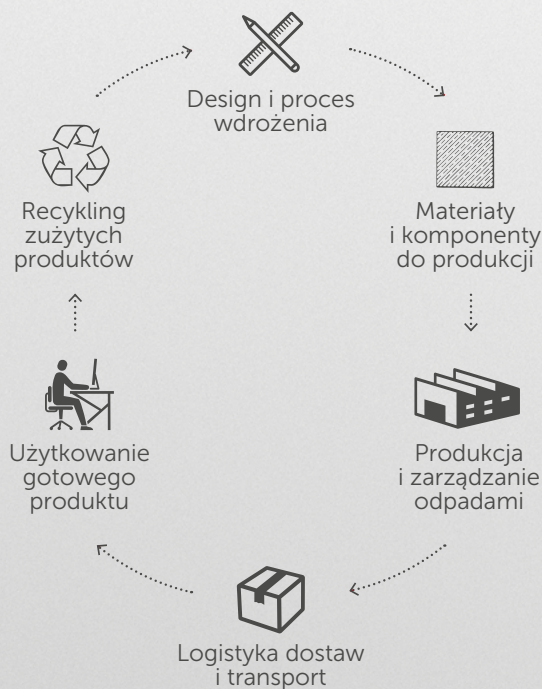 Design i proces
wdrożenia
Materiały
i komponenty
do produkcji
Produkcja
i zarządzanie
odpadami
Logistyka dostaw
i transport
Użytkowanie
gotowego
produktu
Recykling
zużytych
produktów